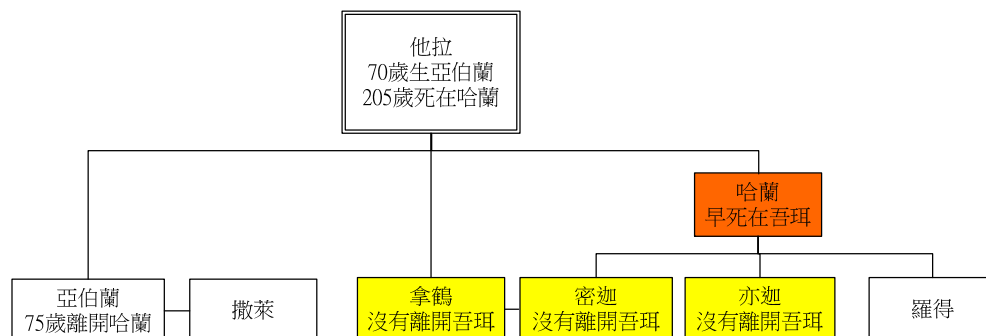 他拉
70歲生亞伯蘭
205歲死在哈蘭
哈蘭
早死在吾珥
亞伯蘭
75歲離開哈蘭
撒萊
拿鶴
沒有離開吾珥
密迦
沒有離開吾珥
亦迦
沒有離開吾珥
羅得